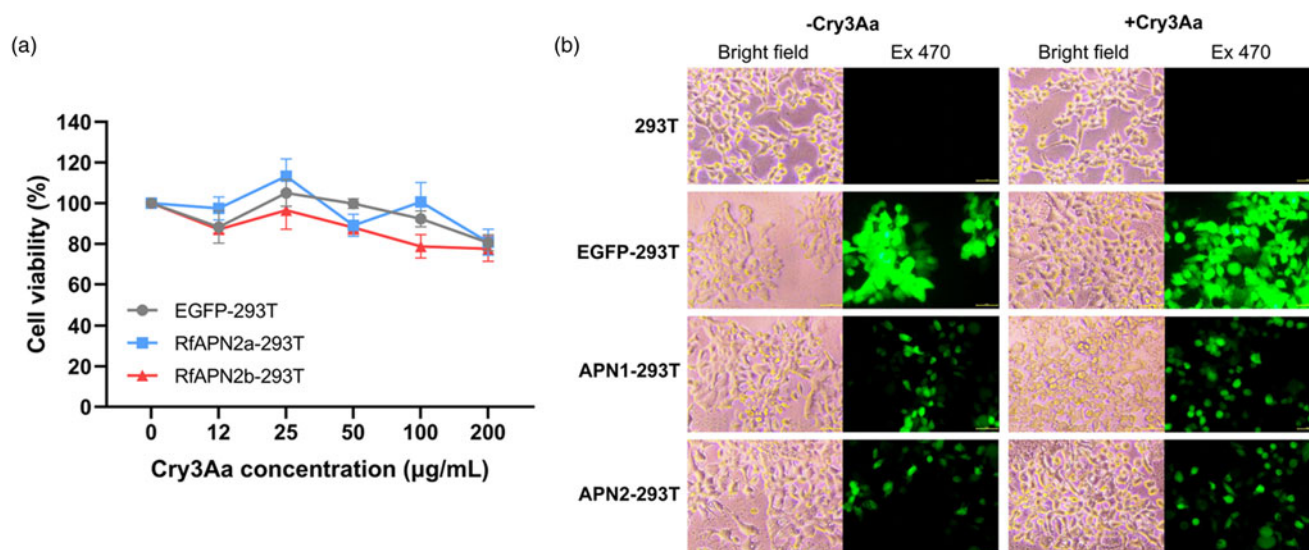 (a)
140
120
100
80
60
40
20
0
Cell viability (%)
EGFP-293T
RfAPN2a-293T
RfAPN2b-293T
0 12 25 50 100 200
Cry3Aa concentration (μg/mL)
(b)
-Cry3Aa +Cry3Aa
Bright field Ex 470 Bright field Ex 470
293T
EGFP-293T
APN1-293T
APN2-293T